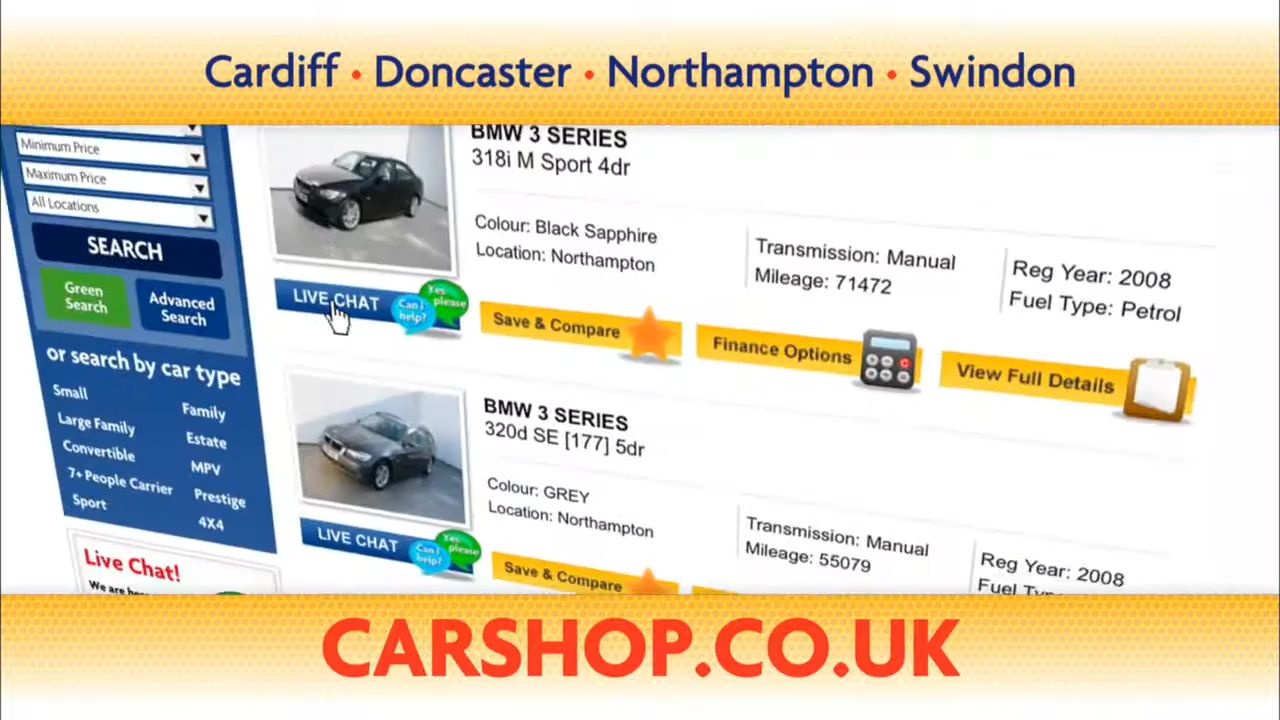 Cardiff • Doncaster • Northampton • Swindon
Minimum Price
Maximum Price
All Locations
SEARCH
Green Search
Advanced Search
or search by car type
Small
Family
Large Family
Estate
Convertible
MPV
7+ People Carrier
Prestige
Sport
4X4
Live Chat!
We are
BMW 3 SERIES
318i M Sport 4dr
Colour: Black Sapphire
Location: Northampton
Transmission: Manual
Mileage: 71472
Reg Year: 2008
Fuel Type: Petrol
LIVE CHAT
Can I help?
Yes please
Save & Compare
Finance Options
View Full Details
BMW 3 SERIES
320d SE [177] 5dr
Colour: GREY
Location: Northampton
Transmission: Manual
Mileage: 55079
Reg Year: 2008
Fuel
LIVE CHAT
Can I help?
Yes please
Save & Compare
CARSHOP.CO.UK